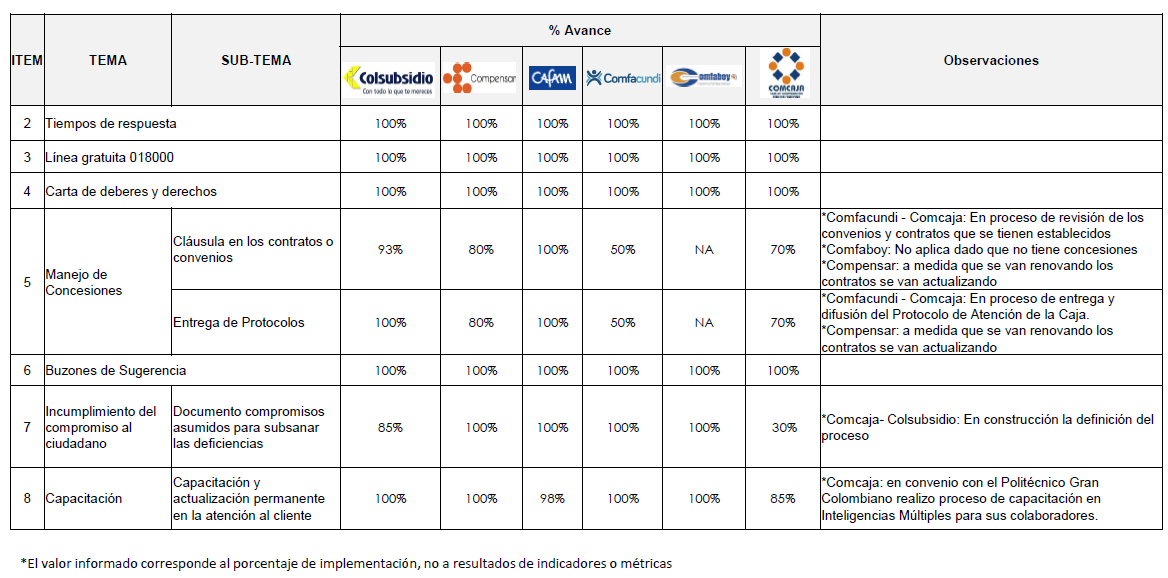 ITEM TEMA SUB-TEMA % Avance Observaciones
Colsubsidio Compensar CAFAM Comfacundi Comfaboy COMCAJA
Con todo lo que te mereces
2 Tiempos de respuesta 100% 100% 100% 100% 100% 100%
3 Línea gratuita 018000 100% 100% 100% 100% 100% 100%
4 Carta de deberes y derechos 100% 100% 100% 100% 100% 100%
5 Manejo de
Concesiones
Cláusula en los contratos o
convenios
93% 80% 100% 50% NA 70%
*Comfacundi - Comcaja: En proceso de revisión de los
convenios y contratos que se tienen establecidos
*Comfaboy: No aplica dado que no tiene concesiones
*Compensar: a medida que se van renovando los
contratos se van actualizando
Entrega de Protocolos 100% 80% 100% 50% NA 70%
*Comfacundi - Comcaja: En proceso de entrega y
difusión del Protocolo de Atención de la Caja.
*Compensar: a medida que se van renovando los
contratos se van actualizando
6 Buzones de Sugerencia 100% 100% 100% 100% 100% 100%
7 Incumplimiento del
compromiso al
ciudadano
Documento compromisos
asumidos para subsanar
las deficiencias
85% 100% 100% 100% 100% 30%
*Comcaja- Colsubsidio: En construcción la definición del
proceso
8 Capacitación
Capacitación y
actualización permanente
en la atención al cliente
100% 100% 98% 100% 100% 85%
*Comcaja: en convenio con el Politécnico Gran
Colombiano realizo proceso de capacitación en
Inteligencias Múltiples para sus colaboradores.
*El valor informado corresponde al porcentaje de implementación, no a resultados de indicadores o métricas